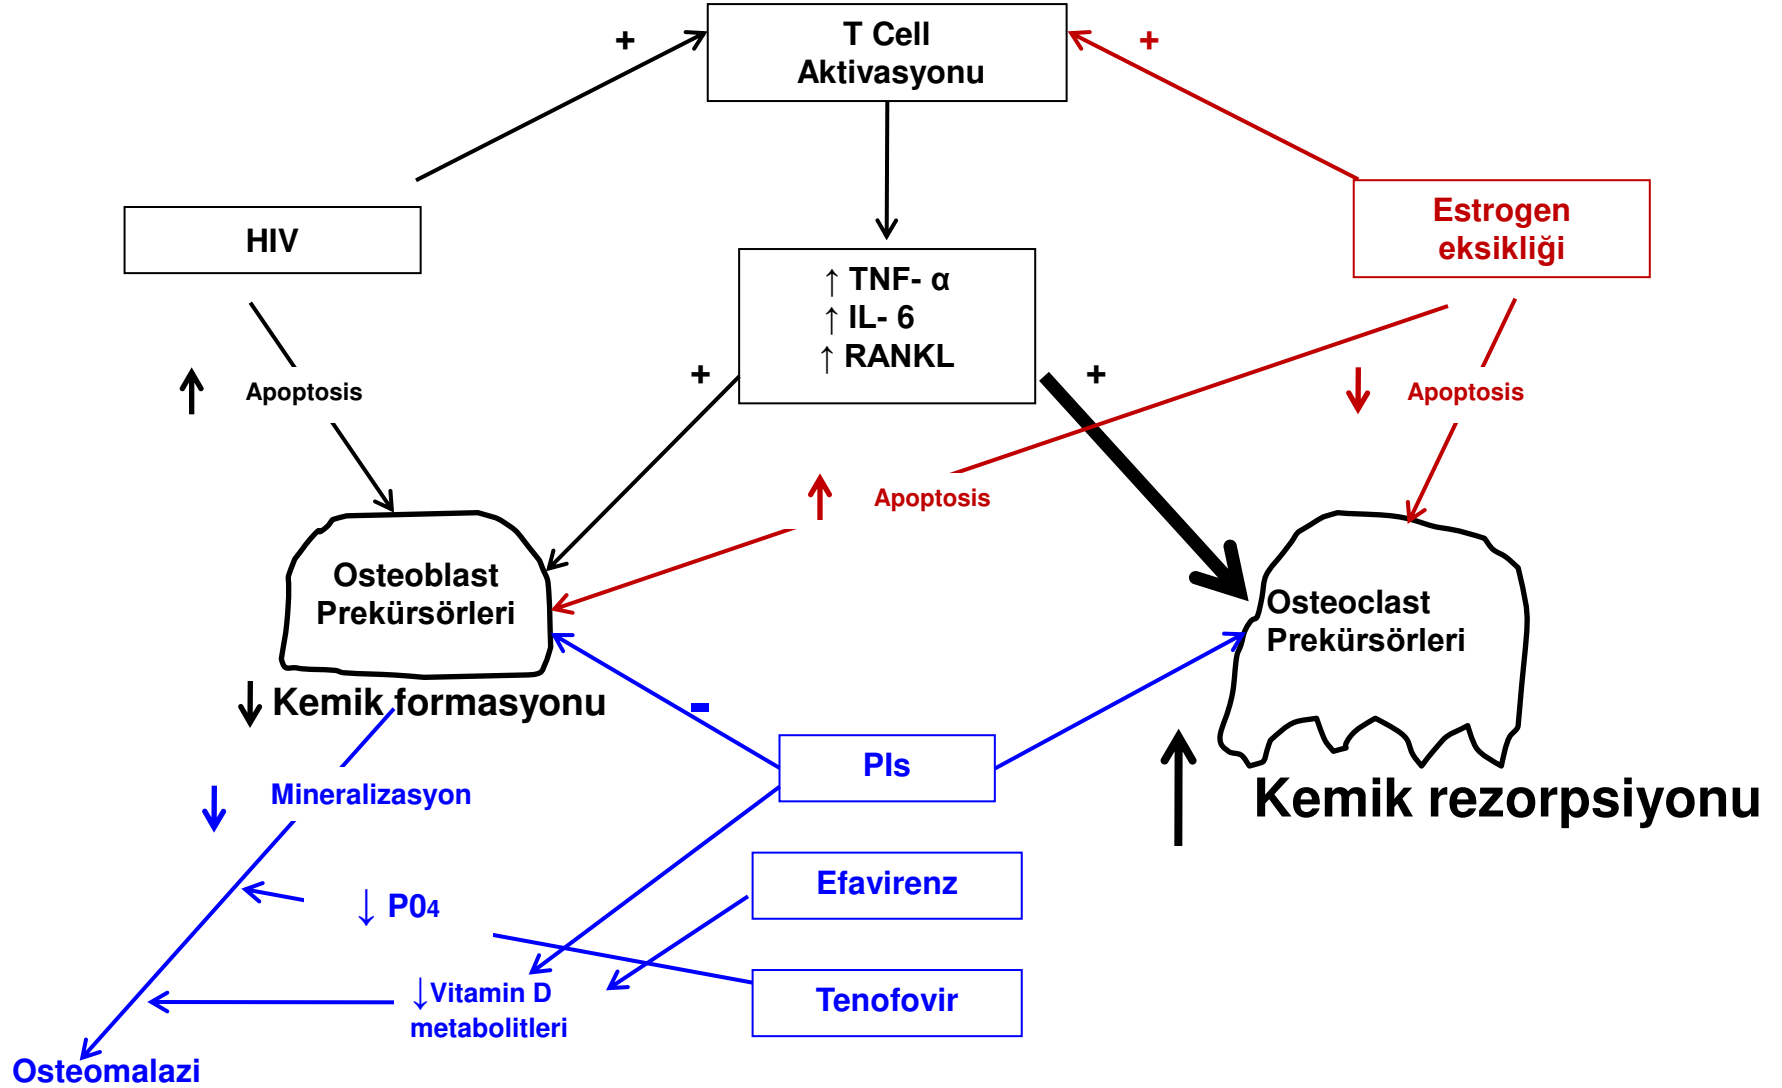 T Cell
Aktivasyonu
+
+
HIV
Estrogen
eksikliği
↑ TNF- α
↑ IL- 6
↑ RANKL
+
+
↑ Apoptosis
↓ Apoptosis
↑ Apoptosis
Osteoblast
Prekürsörleri
Osteoclast
Prekürsörleri
↓ Kemik formasyonu
-
PIs
↑ Kemik rezorpsiyonu
↓ Mineralizasyon
Efavirenz
↓ P04
Tenofovir
↓Vitamin D
metabolitleri
Osteomalazi